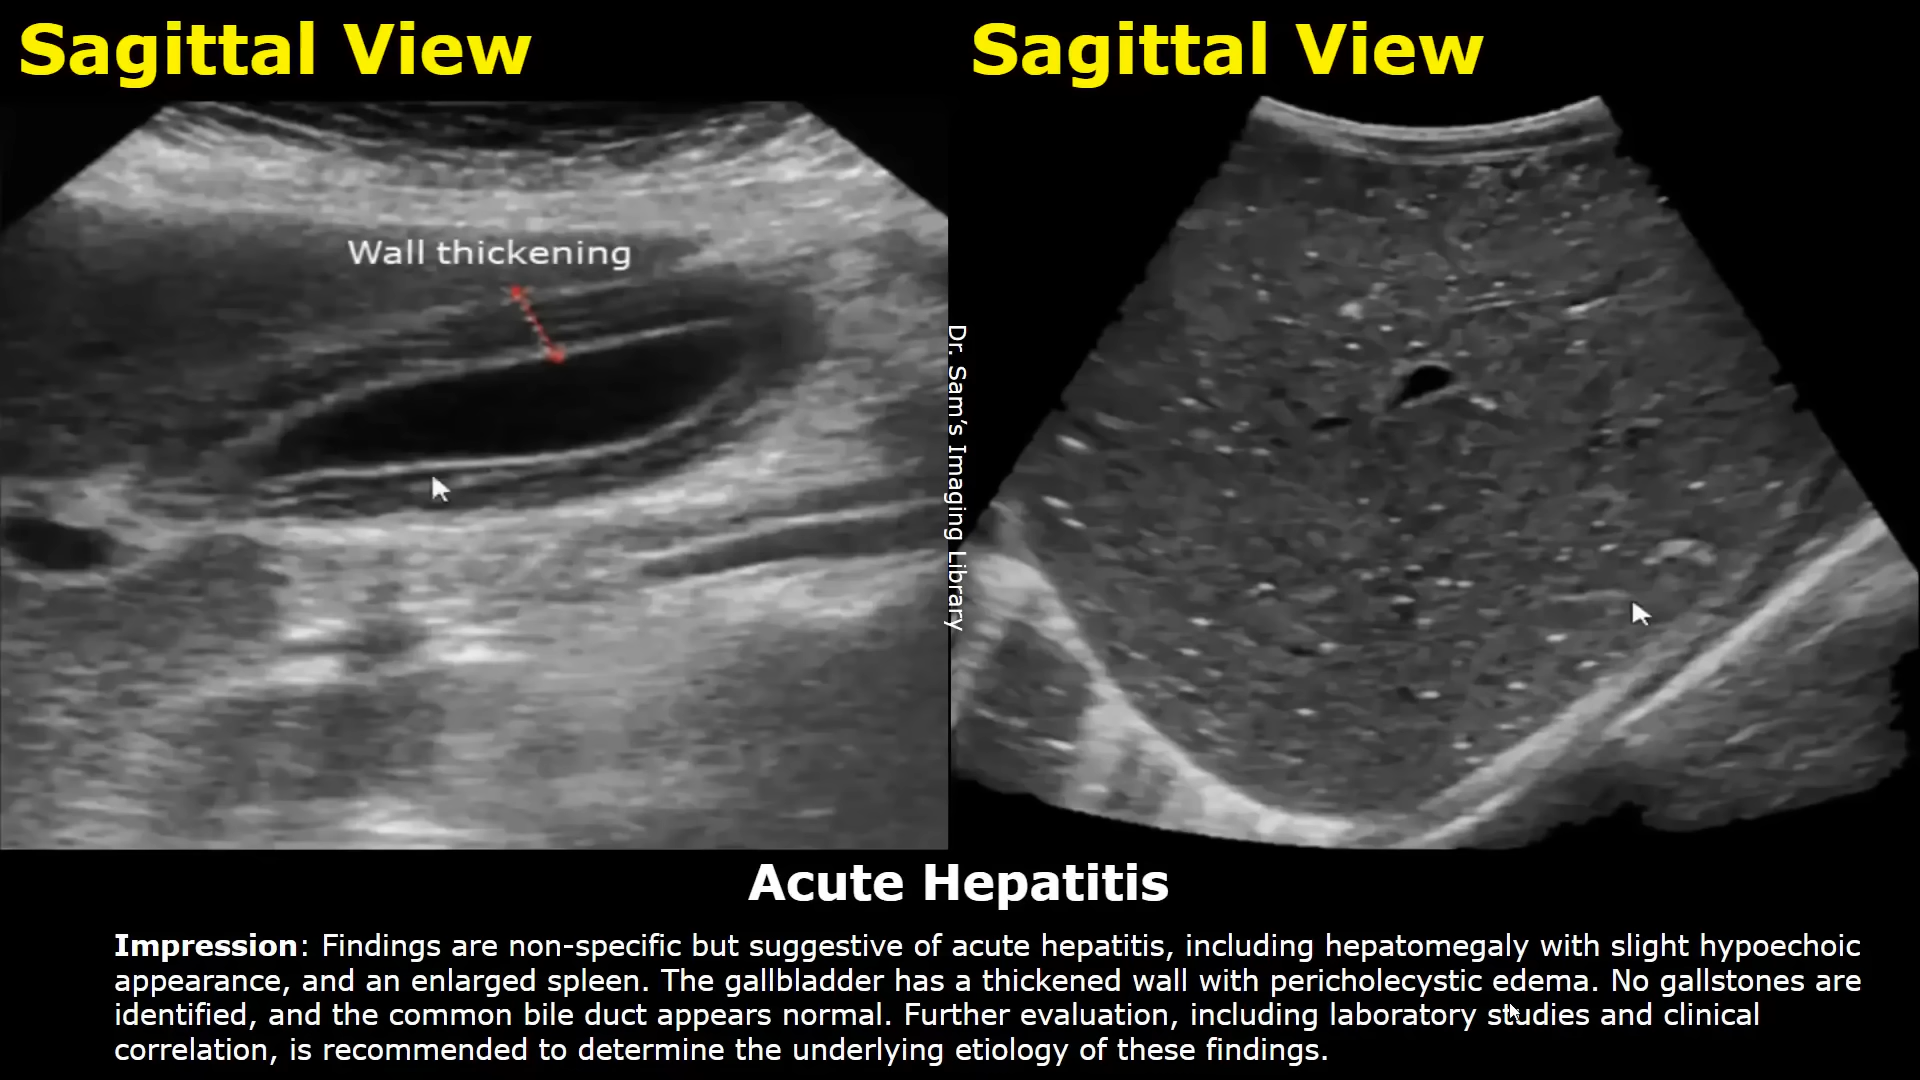 Sagittal View
Sagittal View
Wall thickening
Dr. Sam's Imaging Library
Acute Hepatitis
Impression: Findings are non-specific but suggestive of acute hepatitis, including hepatomegaly with slight hypoechoic
appearance, and an enlarged spleen. The gallbladder has a thickened wall with pericholecystic edema. No gallstones are
identified, and the common bile duct appears normal. Further evaluation, including laboratory studies and clinical
correlation, is recommended to determine the underlying etiology of these findings.